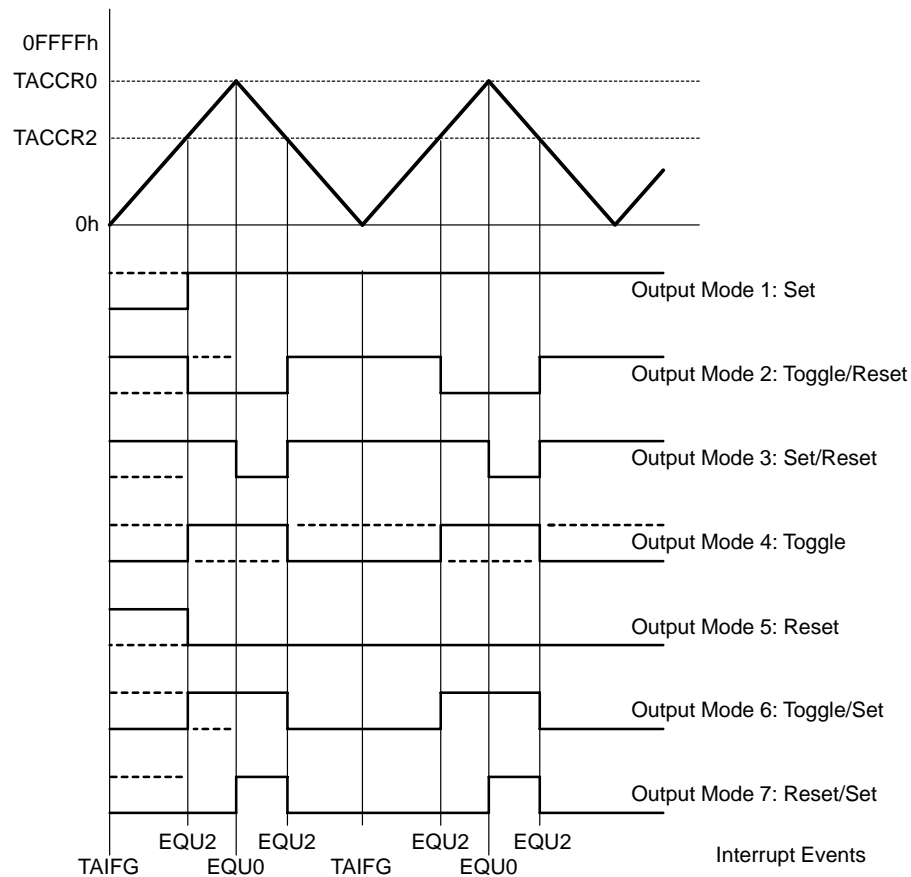 0FFFFh
TACCR0
TACCR2
0h
Output Mode 1: Set
Output Mode 2: Toggle/Reset
Output Mode 3: Set/Reset
Output Mode 4: Toggle
Output Mode 5: Reset
Output Mode 6: Toggle/Set
Output Mode 7: Reset/Set
EQU2 EQU2 EQU2 EQU2
TAIFG EQU0 TAIFG EQU0
Interrupt Events